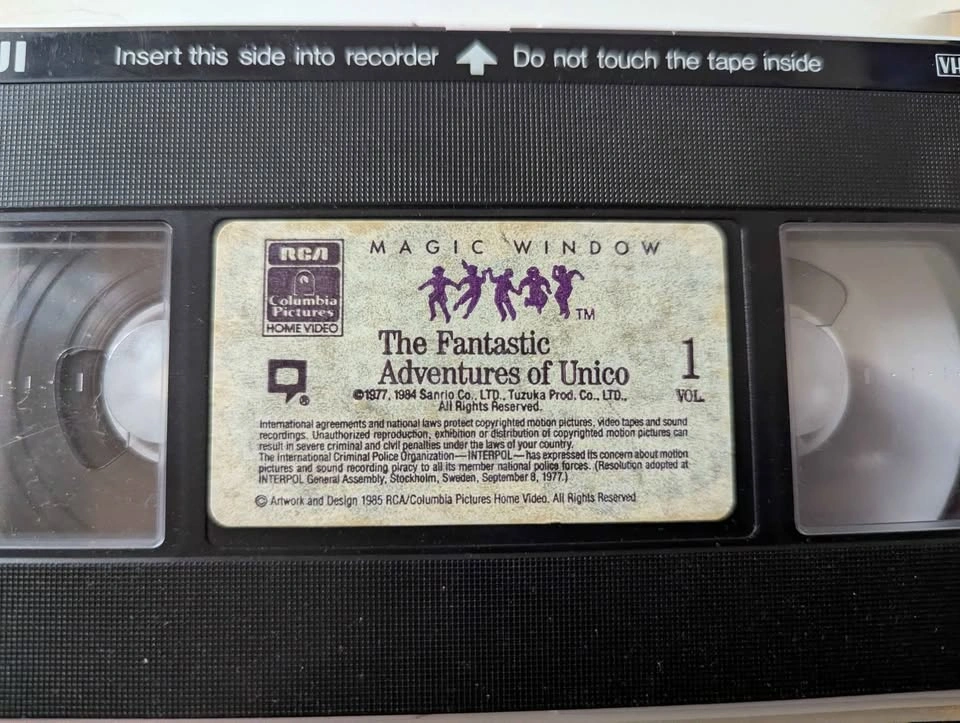 JI Insert this side into recorder Do not touch the tape inside VH
RCA
Columbia
Pictures
HOME VIDEO
MAGIC WINDOW
TM
The Fantastic
Adventures of Unico
1
VOL.
®
©1977, 1984 Sanrio Co., LTD., Tuzuka Prod. Co., LTD.,
All Rights Reserved.
International agreements and national laws protect copyrighted motion pictures, video tapes and sound
recordings. Unauthorized reproduction, exhibition or distribution of copyrighted motion pictures can
result in severe criminal and civil penalties under the laws of your country.
The International Criminal Police Organization—INTERPOL—has expressed its concern about motion
pictures and sound recording piracy to all its member national police forces. (Resolution adopted at
INTERPOL General Assembly, Stockholm, Sweden, September 8, 1977.)
© Artwork and Design 1985 RCA/Columbia Pictures Home Video. All Rights Reserved